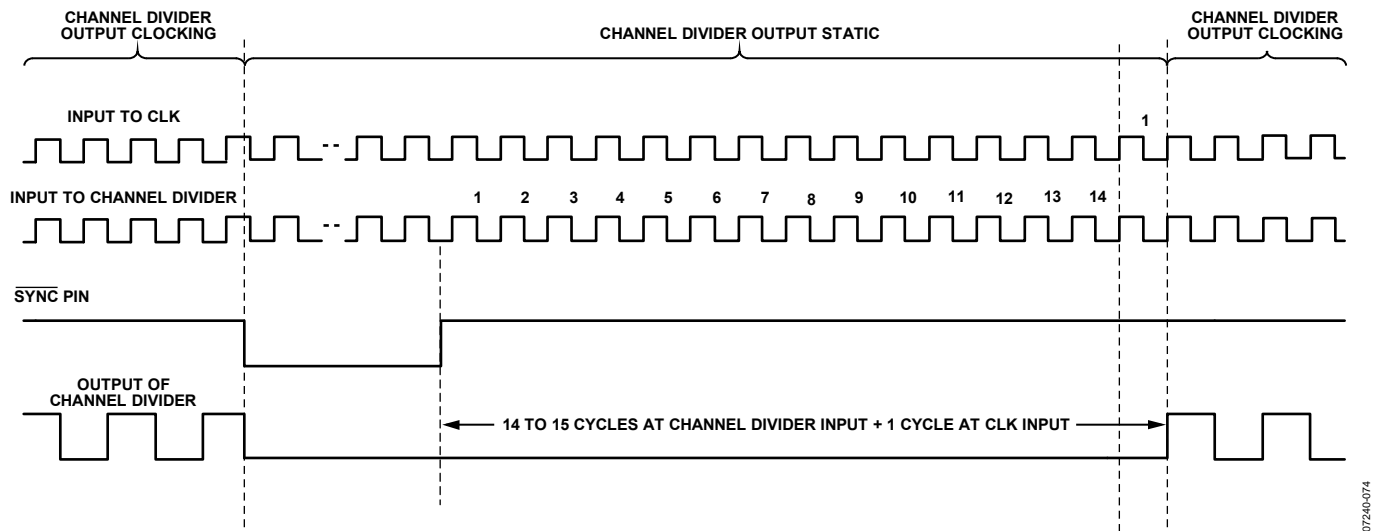 CHANNEL DIVIDER
OUTPUT CLOCKING
CHANNEL DIVIDER OUTPUT STATIC
CHANNEL DIVIDER
OUTPUT CLOCKING
INPUT TO CLK
1
INPUT TO CHANNEL DIVIDER
1 2 3 4 5 6 7 8 9 10 11 12 13 14
SYNC PIN
OUTPUT OF
CHANNEL DIVIDER
14 TO 15 CYCLES AT CHANNEL DIVIDER INPUT + 1 CYCLE AT CLK INPUT
07240-074